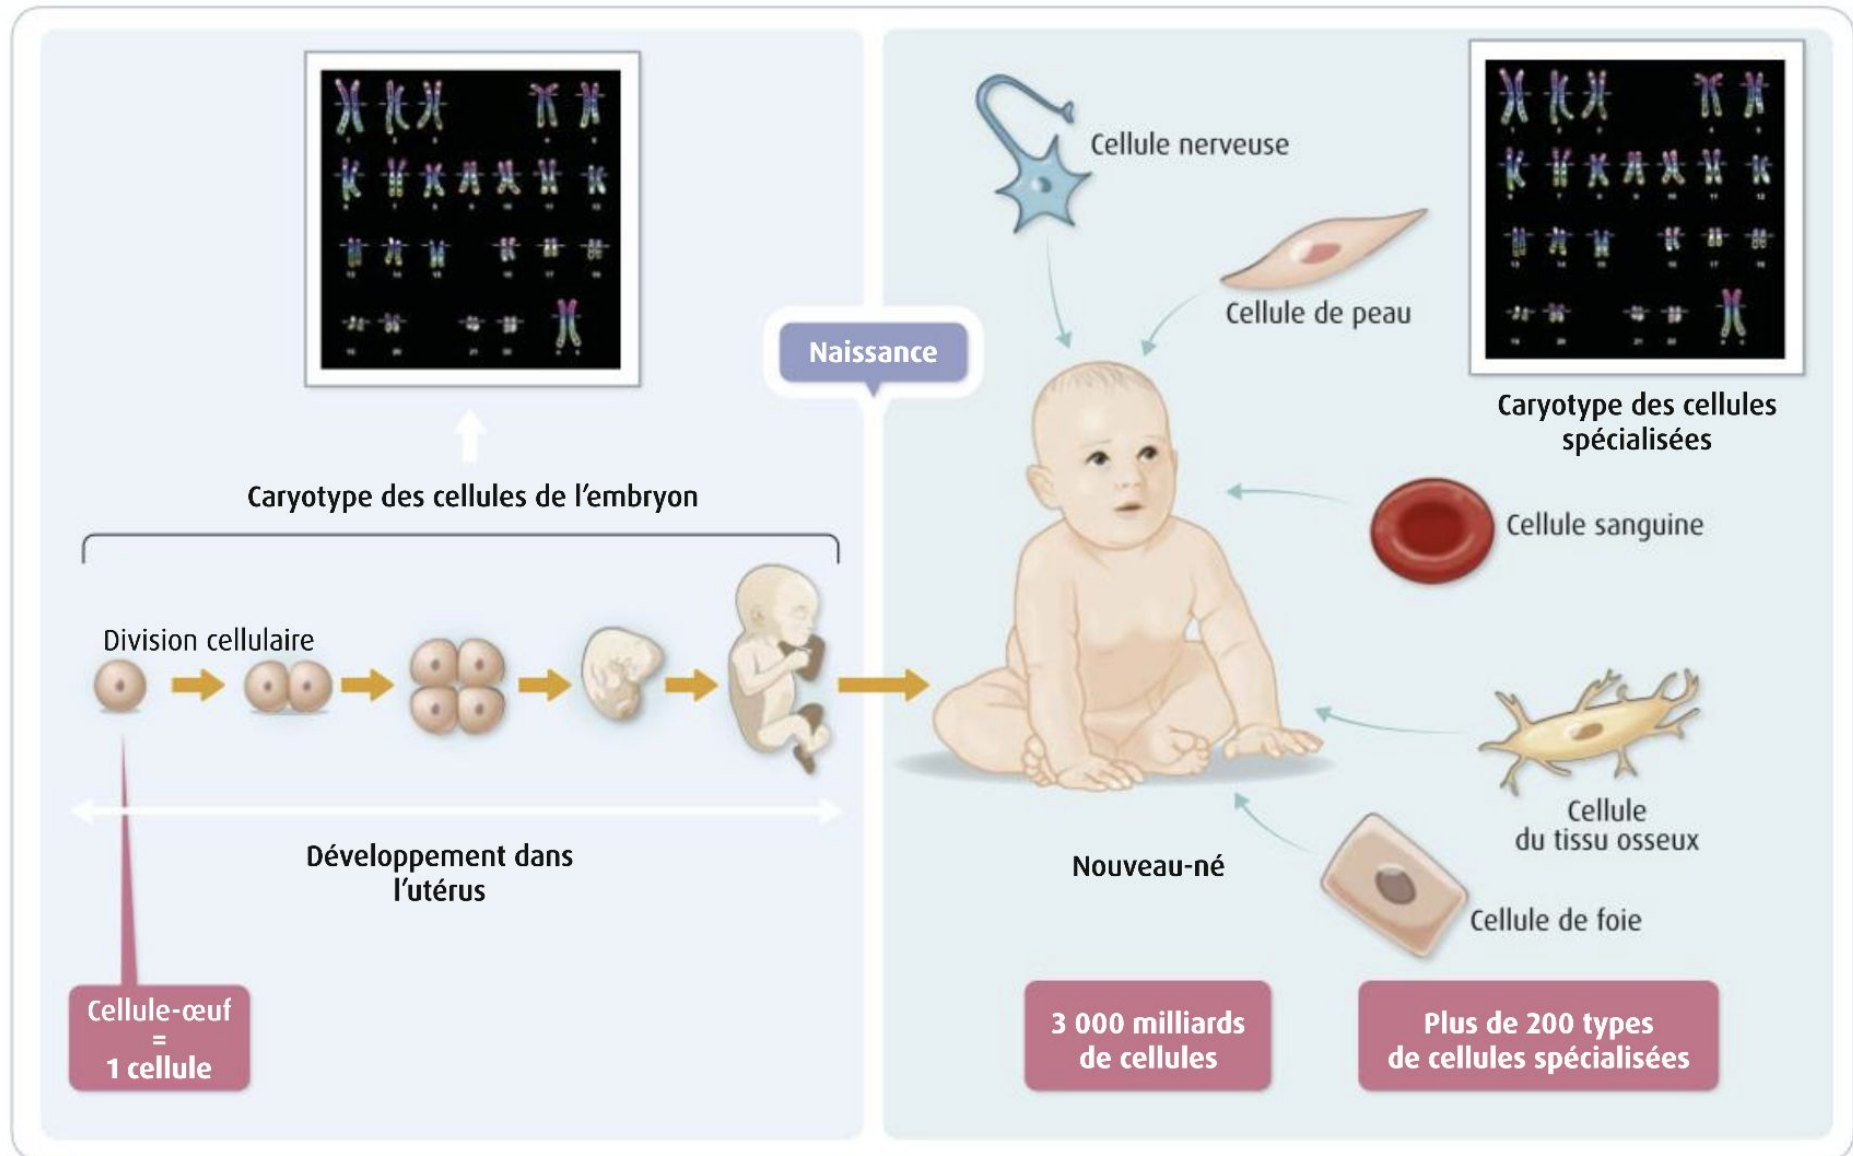 Caryotype des cellules de l'embryon
Division cellulaire
Développement dans
l'utérus
Cellule-œuf
=
1 cellule
Naissance
Cellule nerveuse
Cellule de peau
Caryotype des cellules
spécialisées
Cellule sanguine
Cellule
du tissu osseux
Cellule de foie
Nouveau-né
3 000 milliards
de cellules
Plus de 200 types
de cellules spécialisées